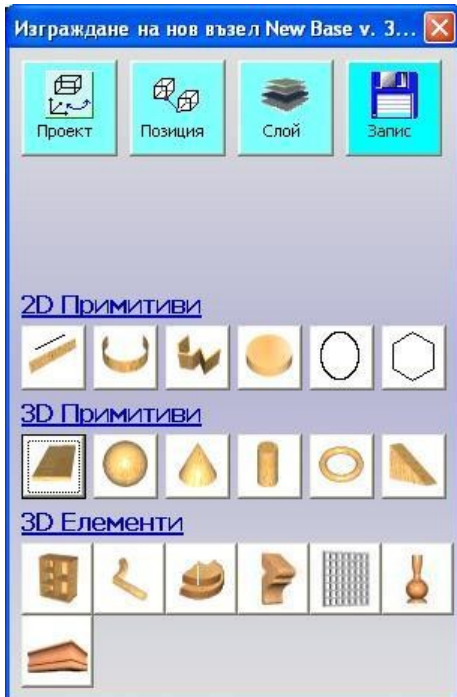 Изграждане на нов възел New Base v. 3...
Проект Позиция Слой Запис
2D Примитиви
3D Примитиви
3D Елементи